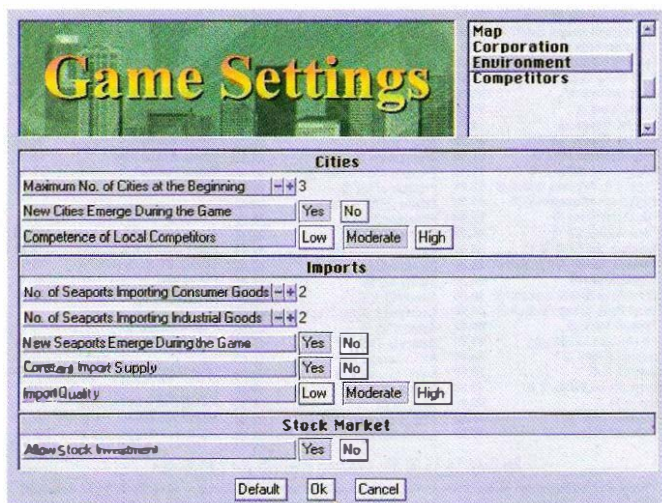 Game Settings
Map
Corporation
Environment
Competitors
Cities
Maximum No. of Cities at the Beginning - + 3
New Cities Emerge During the Game Yes No
Competence of Local Competitors Low Moderate High
Imports
No. of Seaports Importing Consumer Goods - + 2
No. of Seaports Importing Industrial Goods - + 2
New Seaports Emerge During the Game Yes No
Constant Import Supply Yes No
Import Quality Low Moderate High
Stock Market
Allow Stock Investment Yes No
Default Ok Cancel